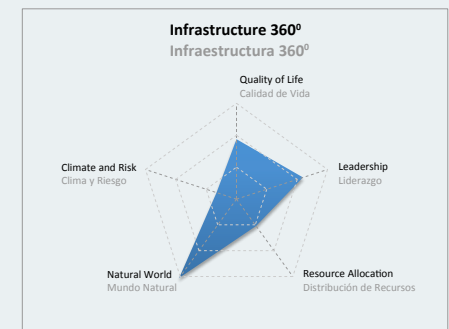 Infrastructure 360⁰
Infraestructura 360⁰
Quality of Life
Calidad de Vida
Climate and Risk
Clima y Riesgo
Leadership
Liderazgo
Natural World
Mundo Natural
Resource Allocation
Distribución de Recursos